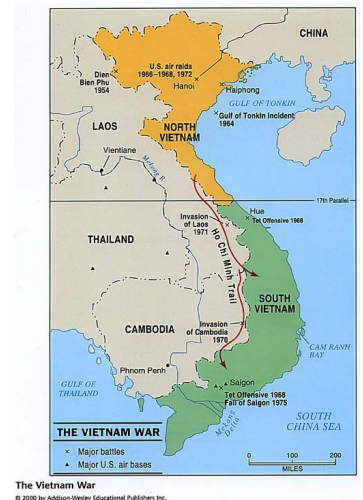 CHINA
U.S. air raids
1966–1968, 1972
Dien
Bien Phu
1954
Hanoi
Haiphong
GULF OF TONKIN
Gulf of Tonkin incident
1964
LAOS
NORTH
VIETNAM
Vientiane
Mekong R.
17th Parallel
Hue
Tet Offensive 1968
Invasion
of Laos
1971
Ho Chi Minh Trail
THAILAND
SOUTH
VIETNAM
CAMBODIA
Invasion
of Cambodia
1970
CAM RANH
BAY
Phnom Penh
GULF OF
THAILAND
Saigon
Tet Offensive 1968
Fall of Saigon 1975
Mekong
Delta
SOUTH
CHINA SEA
THE VIETNAM WAR
× Major battles
▲ Major U.S. air bases
0 100 200
MILES
The Vietnam War
© 2000 by Addison-Wesley Educational Publishers Inc.